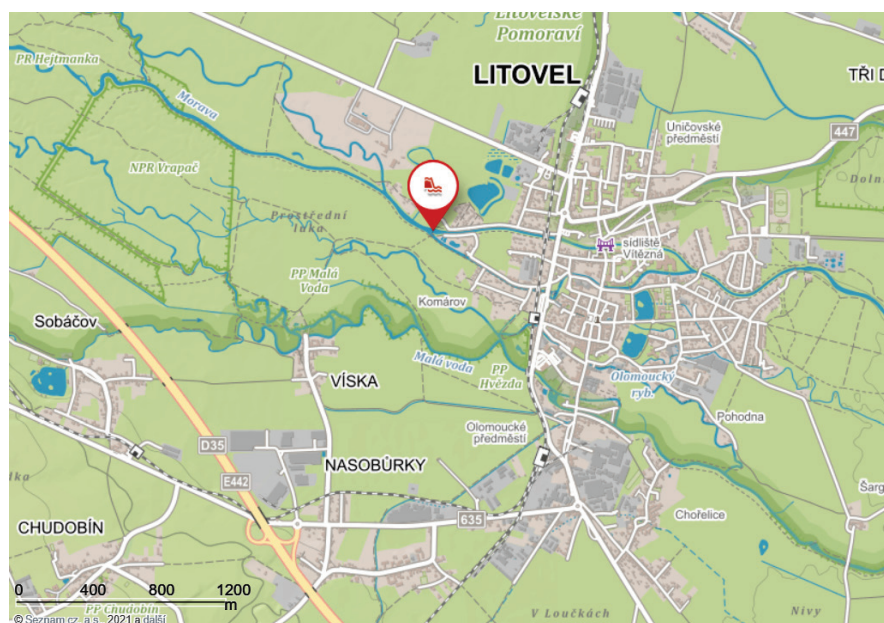 Litovelské
Pomoraví
PR Hejtmanka
LITOVEL
TŘI D
Morava
Uničovské
předměstí
447
NPR Vrapač
Doln
Prostřední
luka
sídliště
Vítězná
PP Malá
Voda
Komárov
Sobáčov
Malá voda
PP
Hvězda
VÍSKA
Olomoucký
ryb.
Pohodna
Olomoucké
předměstí
D35
NASOBŮRKY
E442
Šarg
635
Chořelice
CHUDOBÍN
0 400 800 1200
m
PP Chudobín
V Loučkách
Nivy
© Seznam.cz, a.s., 2021 a další